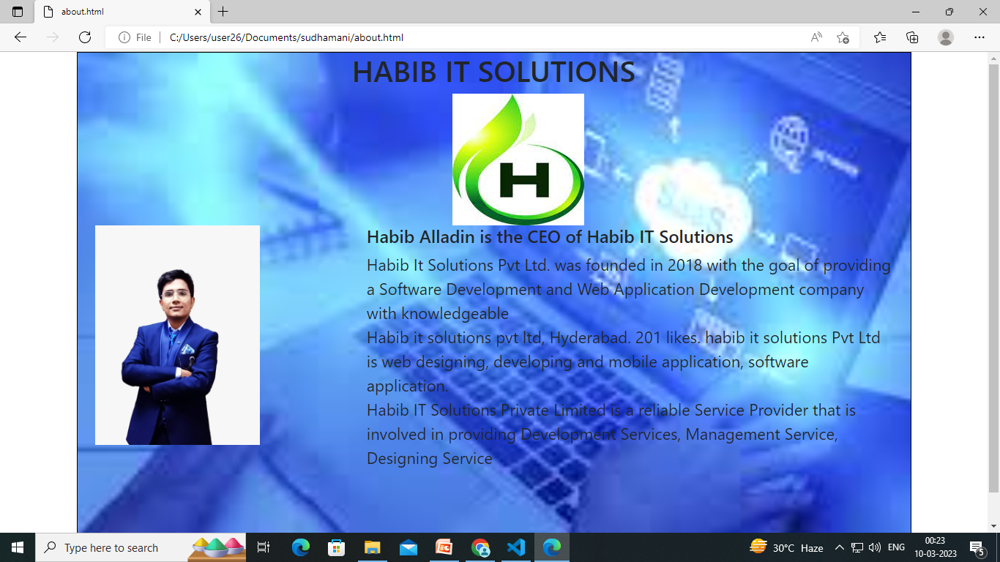 about.html
File
C:/Users/user26/Documents/sudhamani/about.html
HABIB IT SOLUTIONS
H
Habib Alladin is the CEO of Habib IT Solutions
Habib It Solutions Pvt Ltd. was founded in 2018 with the goal of providing
a Software Development and Web Application Development company
with knowledgeable
Habib it solutions pvt ltd, Hyderabad. 201 likes. habib it solutions Pvt Ltd
is web designing, developing and mobile application, software
application.
Habib IT Solutions Private Limited is a reliable Service Provider that is
involved in providing Development Services, Management Service,
Designing Service
Type here to search
30°C Haze
ENG
00:23
10-03-2023
5